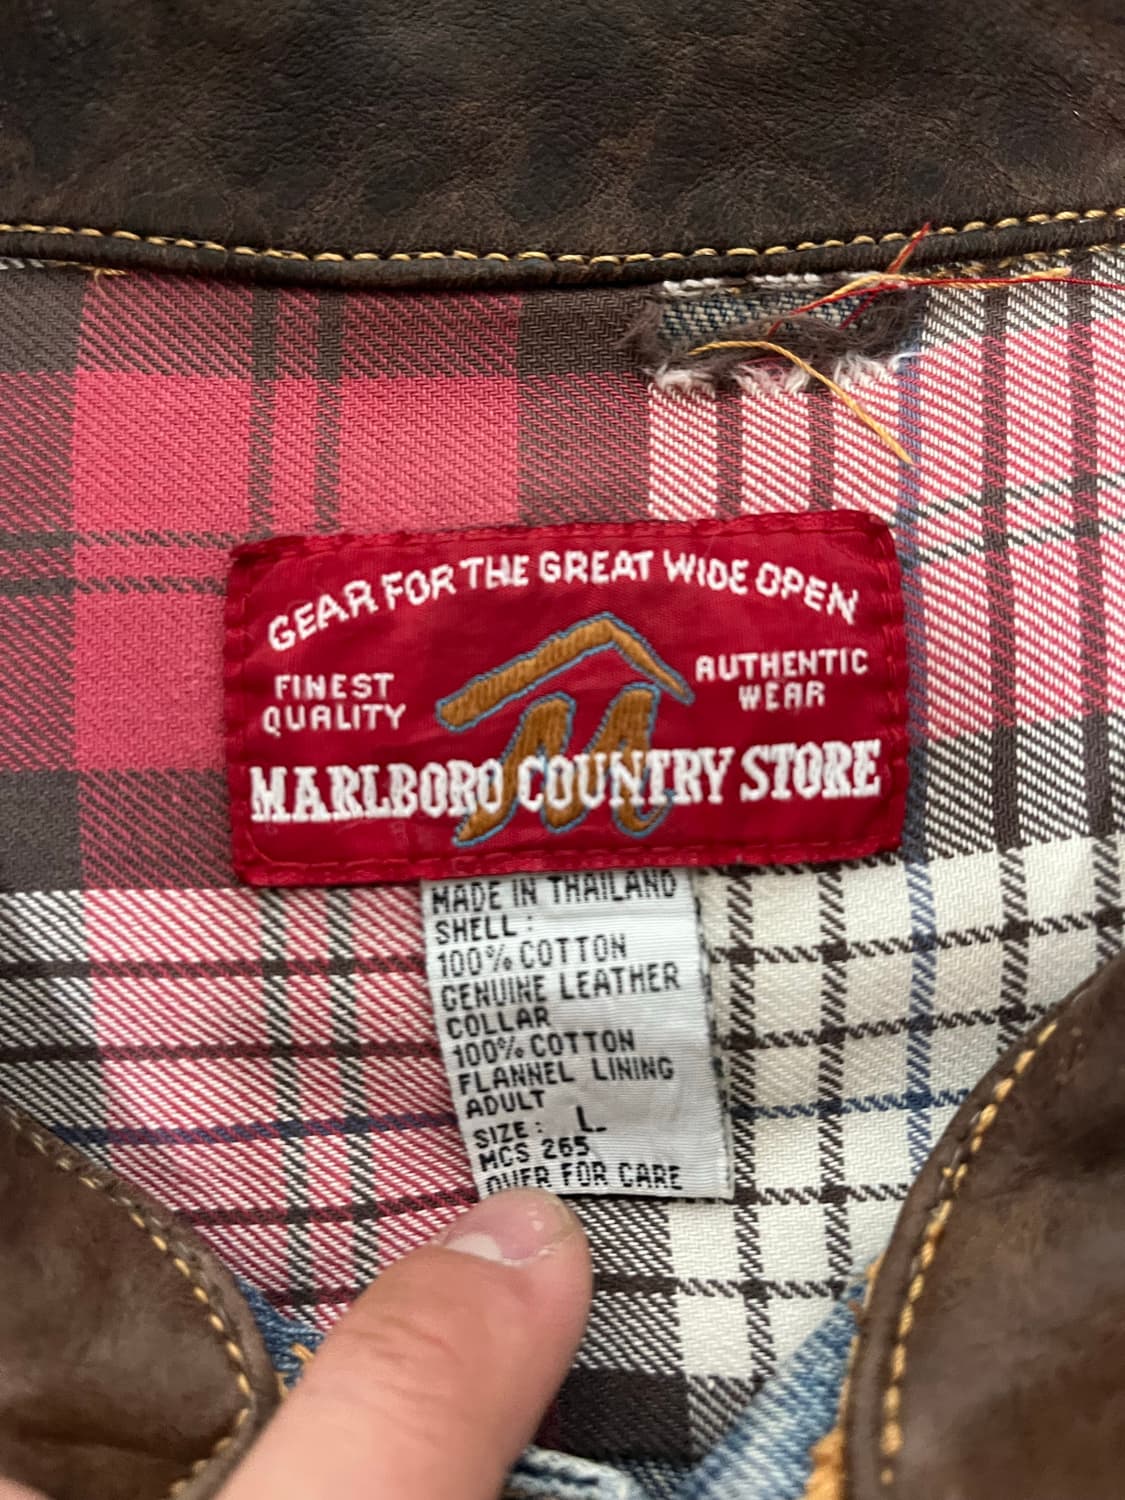 GEAR FOR THE GREAT WIDE OPEN
FINEST
QUALITY
AUTHENTIC
WEAR
M
MARLBORO COUNTRY STORE
MADE IN THAILAND
SHELL :
100% COTTON
GENUINE LEATHER
COLLAR
100% COTTON
FLANNEL LINING
ADULT
SIZE: L
MCS 265
OVER FOR CARE